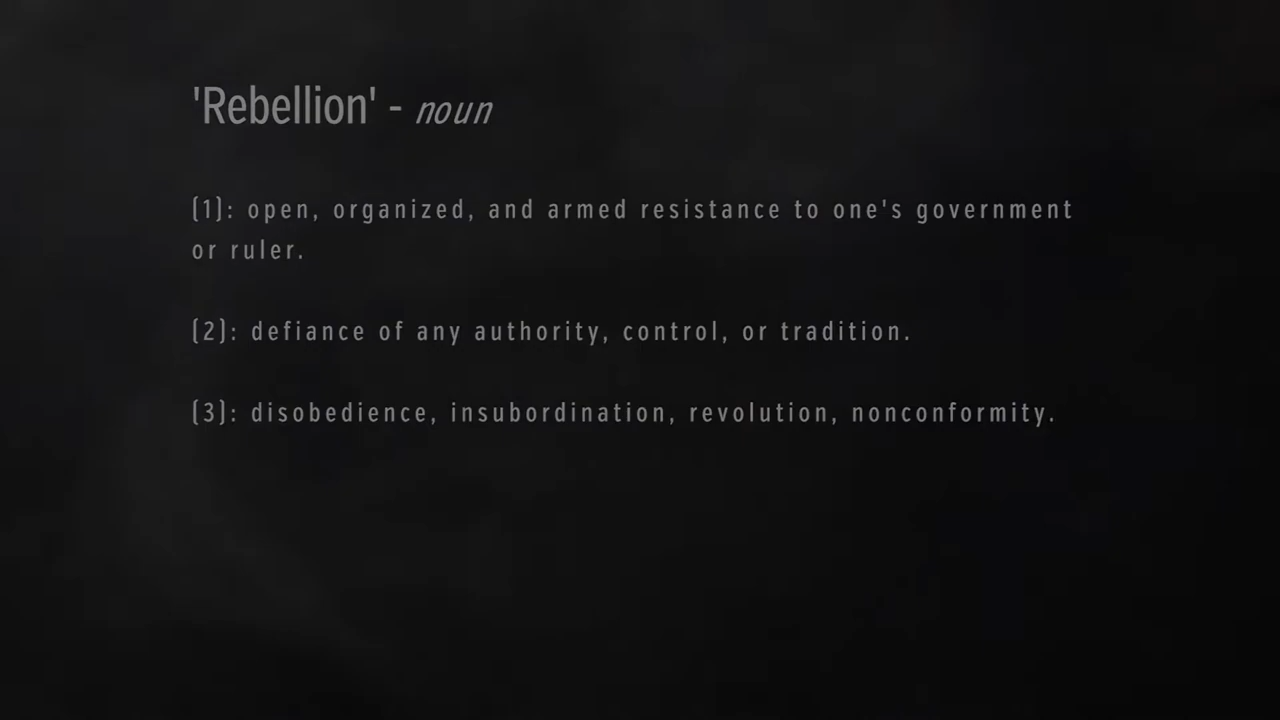 'Rebellion' - noun
(1): open, organized, and armed resistance to one's government
or ruler.
(2): defiance of any authority, control, or tradition.
(3): disobedience, insubordination, revolution, nonconformity.